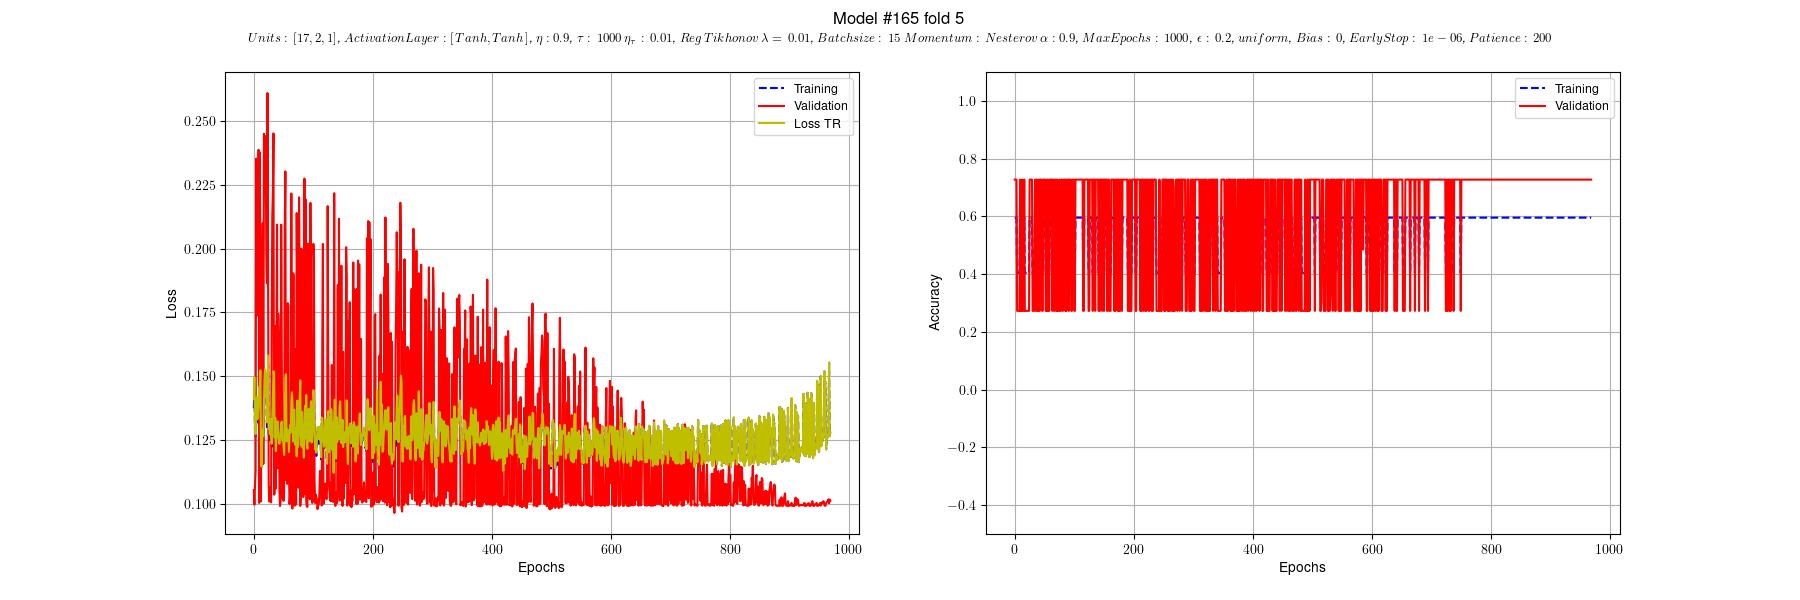 Model #165 fold 5
Units : [17, 2, 1], ActivationLayer : [Tanh, Tanh], η : 0.9, τ : 1000 ητ : 0.01, Reg Tikhonov λ = 0.01, Batchsize : 15 Momentum : Nesterov α : 0.9, MaxEpochs : 1000, ϵ : 0.2, uniform, Bias : 0, EarlyStop : 1e − 06, Patience : 200
Training
Validation
Loss TR
0.250
0.225
0.200
0.175
0.150
0.125
0.100
Loss
0 200 400 600 800 1000
Epochs
Training
Validation
1.0
0.8
0.6
0.4
0.2
0.0
−0.2
−0.4
Accuracy
0 200 400 600 800 1000
Epochs